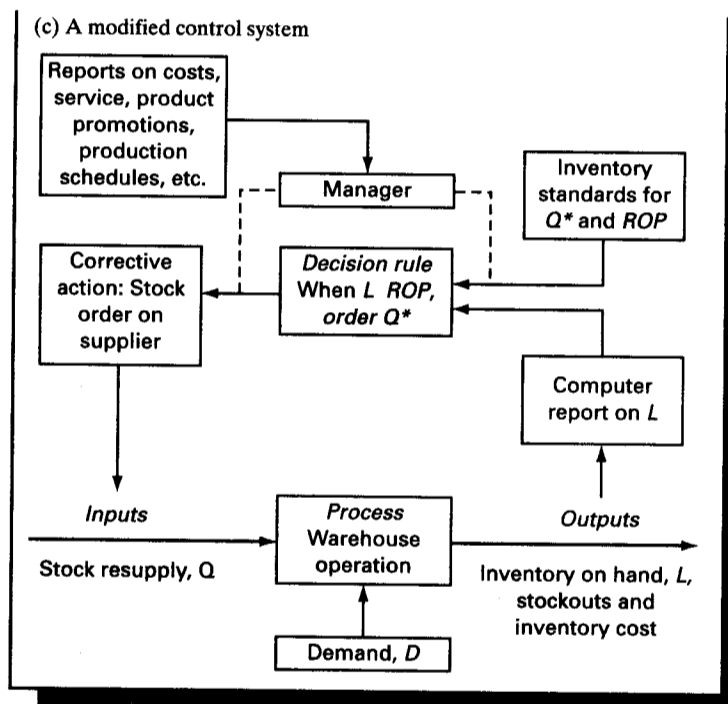 (c) A modified control system
Reports on costs,
service, product
promotions,
production
schedules, etc.
Manager
Inventory
standards for
Q* and ROP
Corrective
action: Stock
order on
supplier
Decision rule
When L ROP,
order Q*
Computer
report on L
Inputs
Stock resupply, Q
Process
Warehouse
operation
Outputs
Inventory on hand, L,
stockouts and
inventory cost
Demand, D